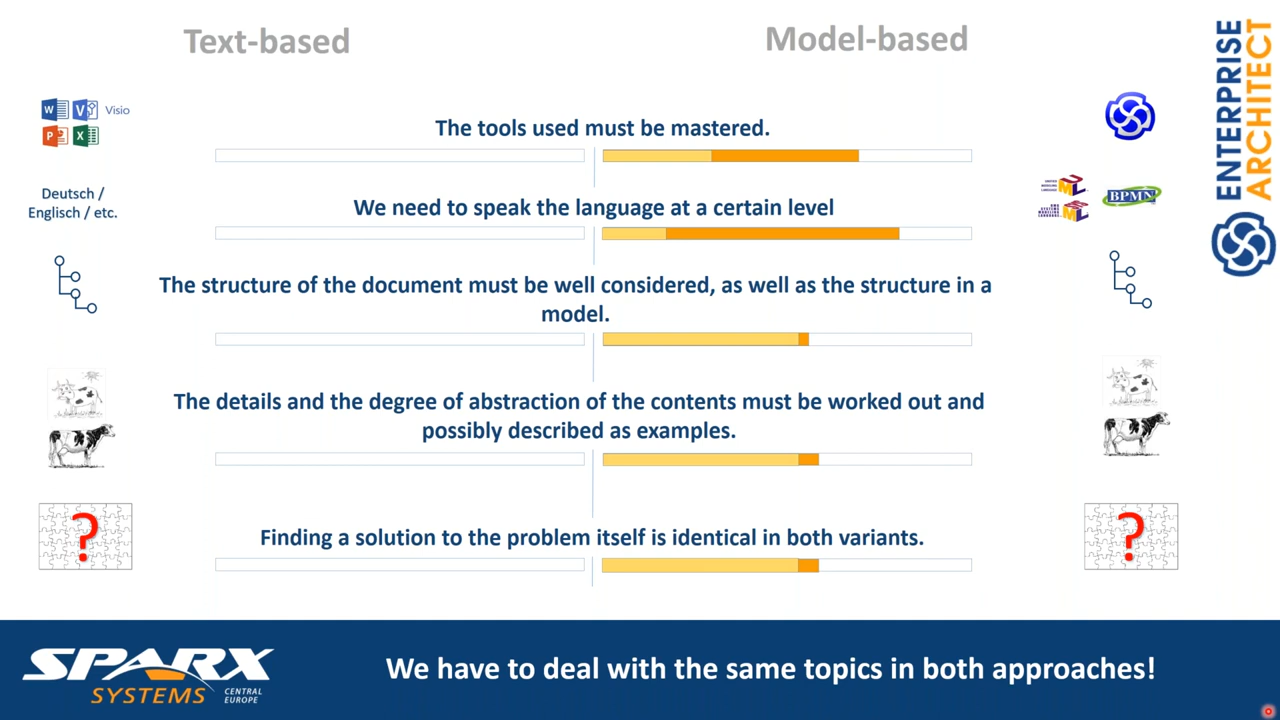 Text-based
Model-based
W
V
Visio
P
X
The tools used must be mastered.
Deutsch /
Englisch / etc.
We need to speak the language at a certain level
UML
BPMN
The structure of the document must be well considered, as well as the structure in a
model.
The details and the degree of abstraction of the contents must be worked out and
possibly described as examples.
?
?
Finding a solution to the problem itself is identical in both variants.
ENTERPRISE
ARCHITECT
SPARX
SYSTEMS
CENTRAL
EUROPE
We have to deal with the same topics in both approaches!